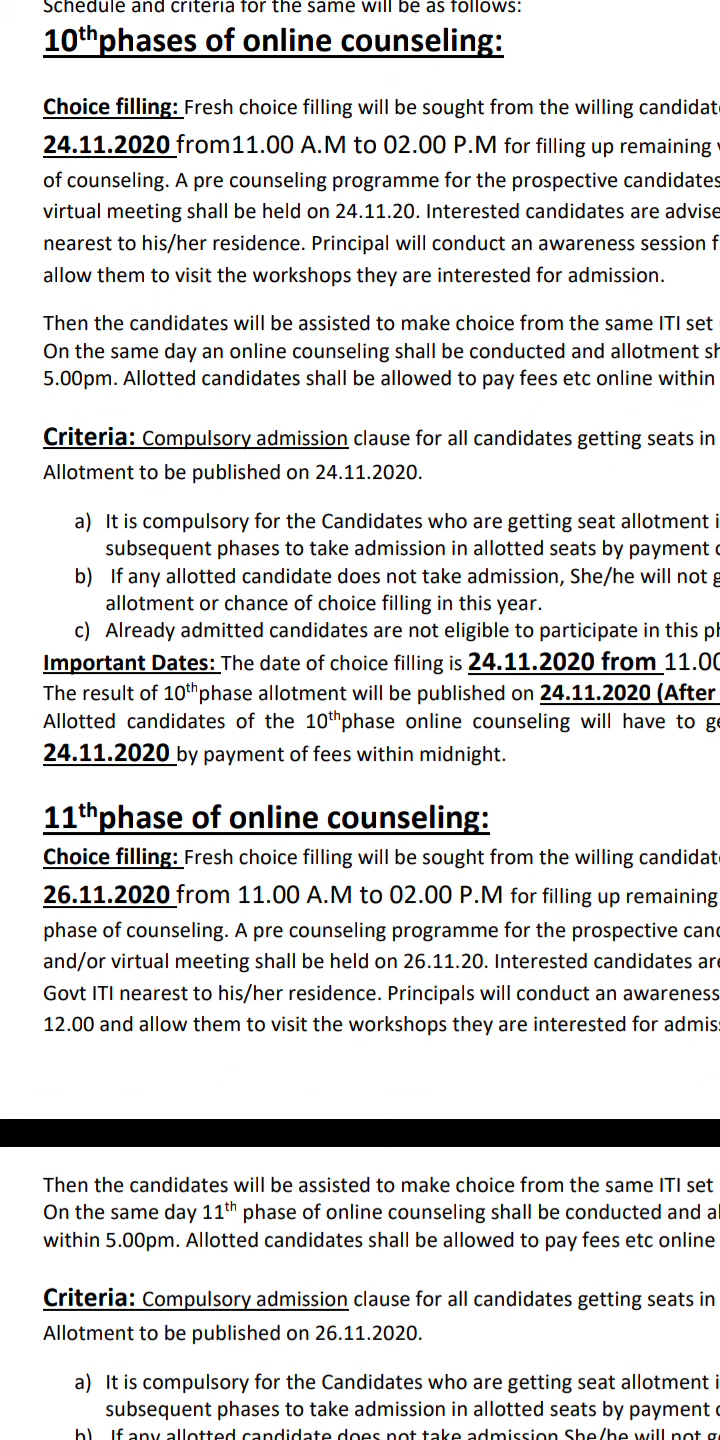 Schedule and criteria for the same will be as follows:
10thphases of online counseling:
Choice filling: Fresh choice filling will be sought from the willing
24.11.2020 from11.00 A.M to 02.00 P.M for filling up remaining
of counseling. A pre counseling programme for the prospective candidates
virtual meeting shall be held on 24.11.20. Interested candidates are
nearest to his/her residence. Principal will conduct an awareness session
allow them to visit the workshops they are interested for admission.
Then the candidates will be assisted to make choice from the same ITI set
On the same day an online counseling shall be conducted and allotment
5.00pm. Allotted candidates shall be allowed to pay fees etc online within
Criteria: Compulsory admission clause for all candidates getting seats in
Allotment to be published on 24.11.2020.
a) It is compulsory for the Candidates who are getting seat allotment
subsequent phases to take admission in allotted seats by payment
b) If any allotted candidate does not take admission, She/he will not
allotment or chance of choice filling in this year.
c) Already admitted candidates are not eligible to participate in this
Important Dates: The date of choice filling is 24.11.2020 from 11.00
The result of 10thphase allotment will be published on 24.11.2020 (After
Allotted candidates of the 10thphase online counseling will have to
24.11.2020 by payment of fees within midnight.
11thphase of online counseling:
Choice filling: Fresh choice filling will be sought from the willing
26.11.2020 from 11.00 A.M to 02.00 P.M for filling up remaining
phase of counseling. A pre counseling programme for the prospective
and/or virtual meeting shall be held on 26.11.20. Interested candidates
Govt ITI nearest to his/her residence. Principals will conduct an awareness
12.00 and allow them to visit the workshops they are interested for
Then the candidates will be assisted to make choice from the same ITI set
On the same day 11th phase of online counseling shall be conducted and
within 5.00pm. Allotted candidates shall be allowed to pay fees etc online
Criteria: Compulsory admission clause for all candidates getting seats in
Allotment to be published on 26.11.2020.
a) It is compulsory for the Candidates who are getting seat allotment
subsequent phases to take admission in allotted seats by payment
b) If any allotted candidate does not take admission She/he will not